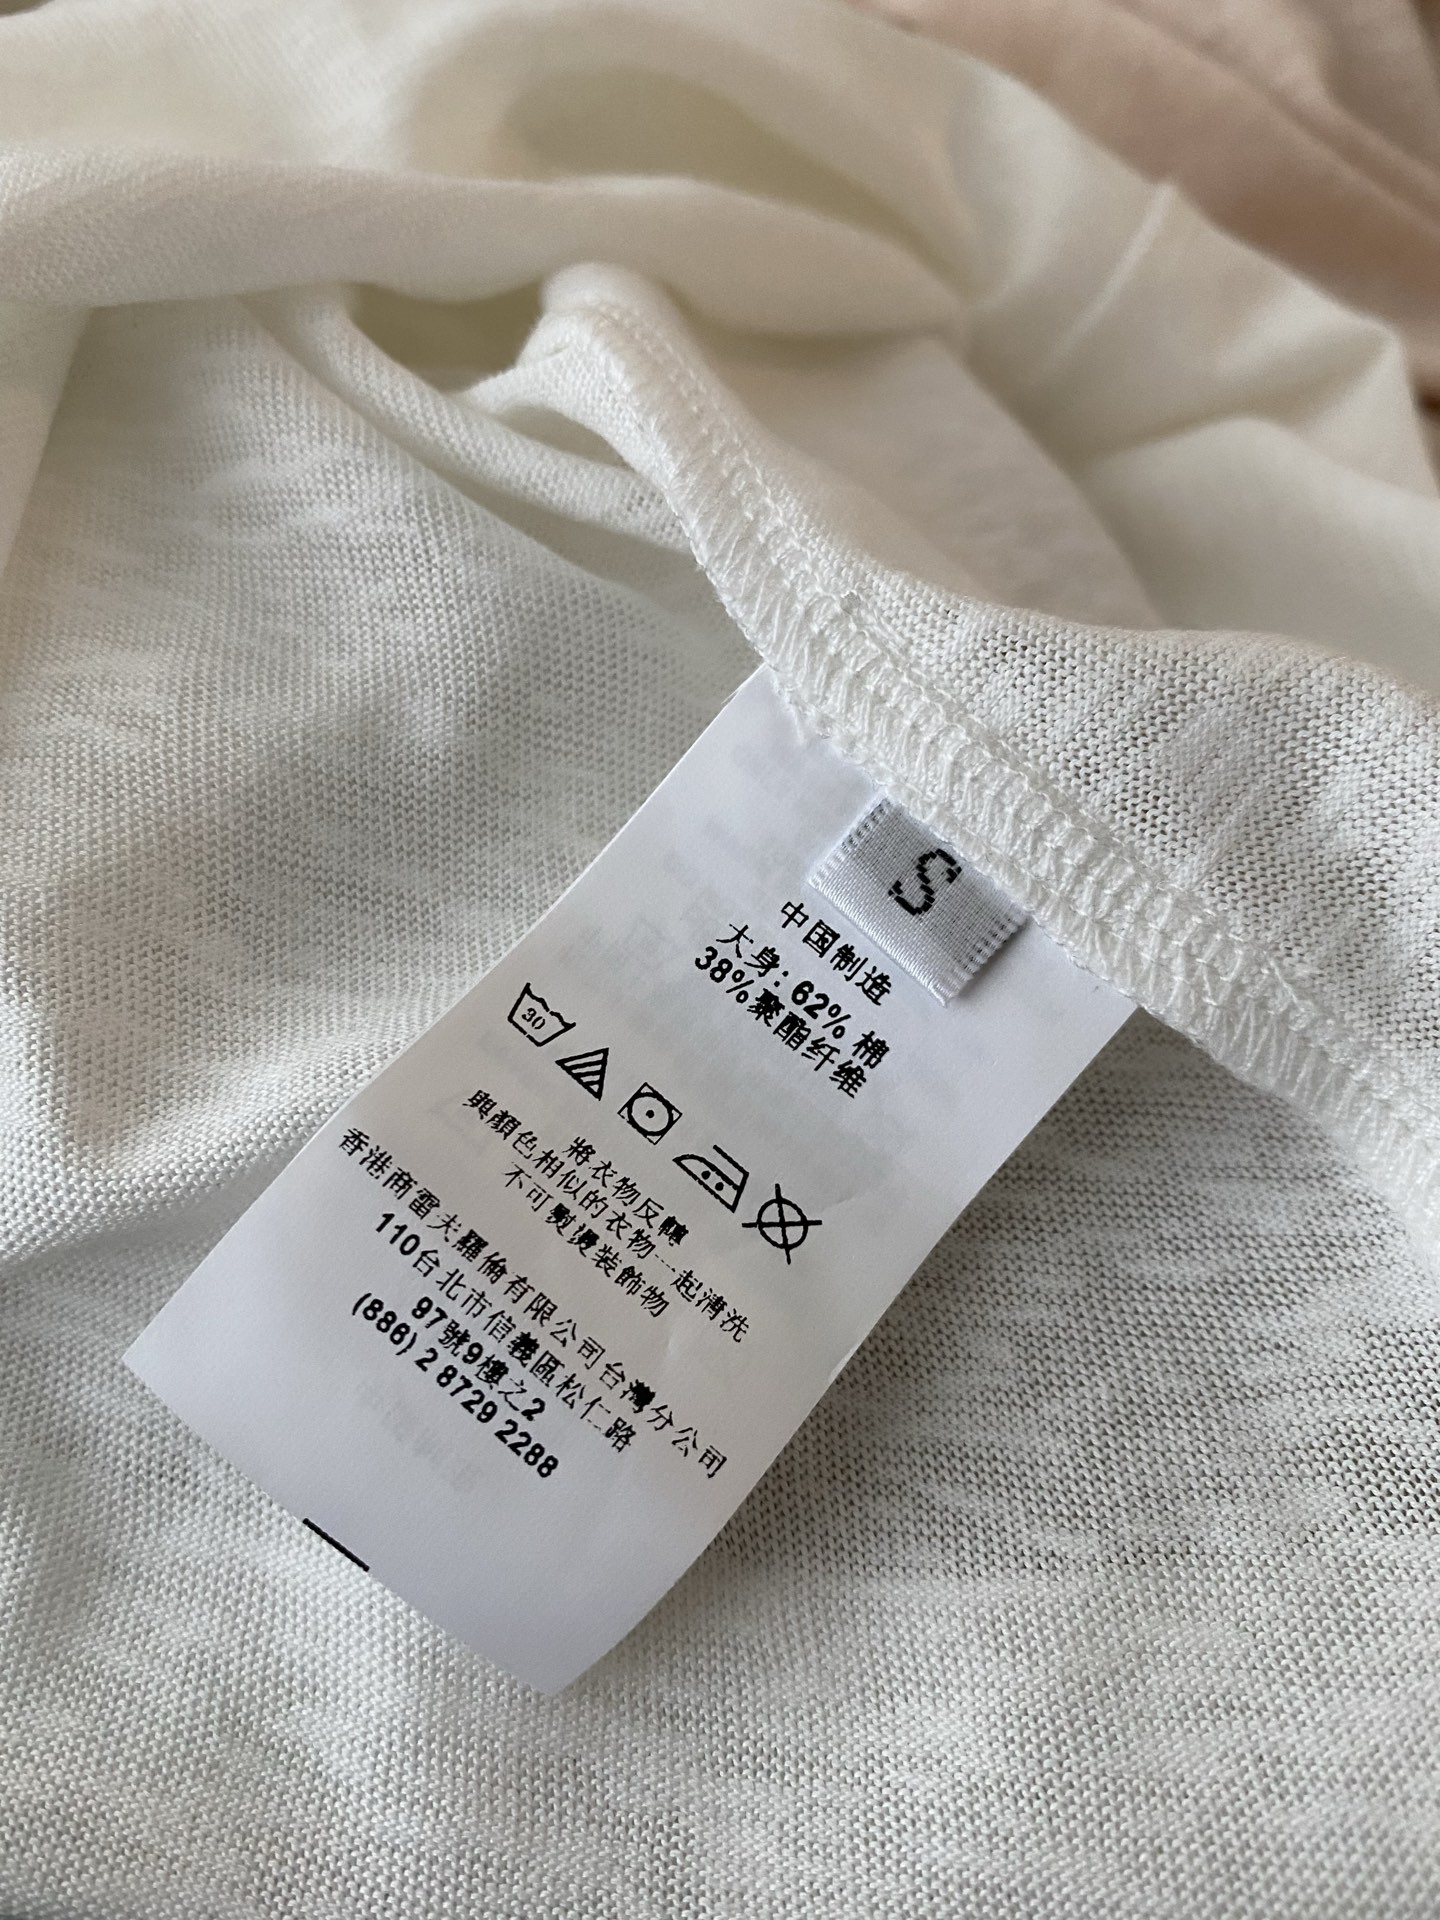 S
中国制造
大身: 62% 棉
38%聚酯纤维
30
將衣物反轉
與顏色相似的衣物一起清洗
不可熨燙裝飾物
香港商雷夫羅倫有限公司台灣分公司
110台北市信義區松仁路
97號9樓之2
(886) 2 8729 2288